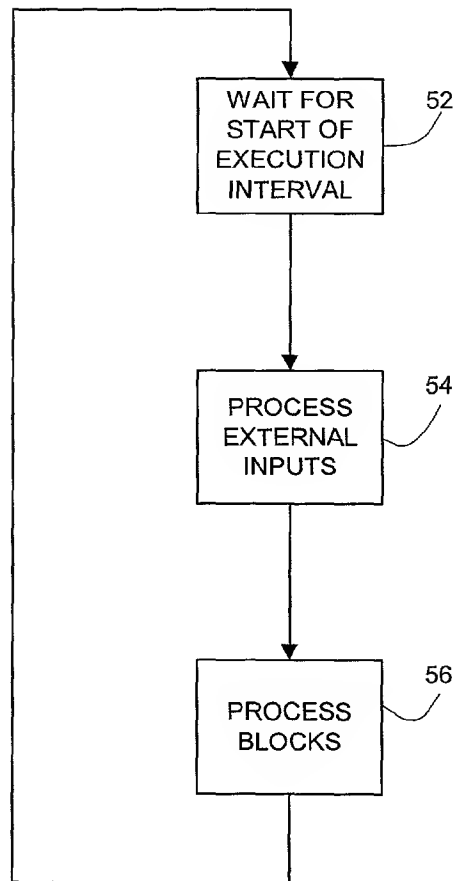 WAIT FOR
START OF
EXECUTION
INTERVAL
52
PROCESS
EXTERNAL
INPUTS
54
PROCESS
BLOCKS
56